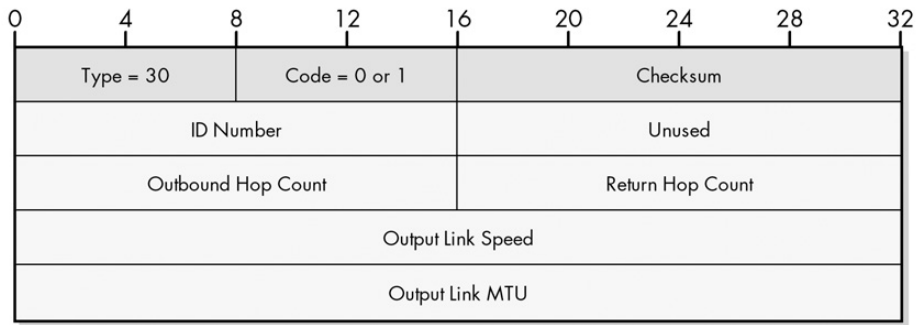 0 4 8 12 16 20 24 28 32
Type = 30 Code = 0 or 1 Checksum
ID Number Unused
Outbound Hop Count Return Hop Count
Output Link Speed
Output Link MTU